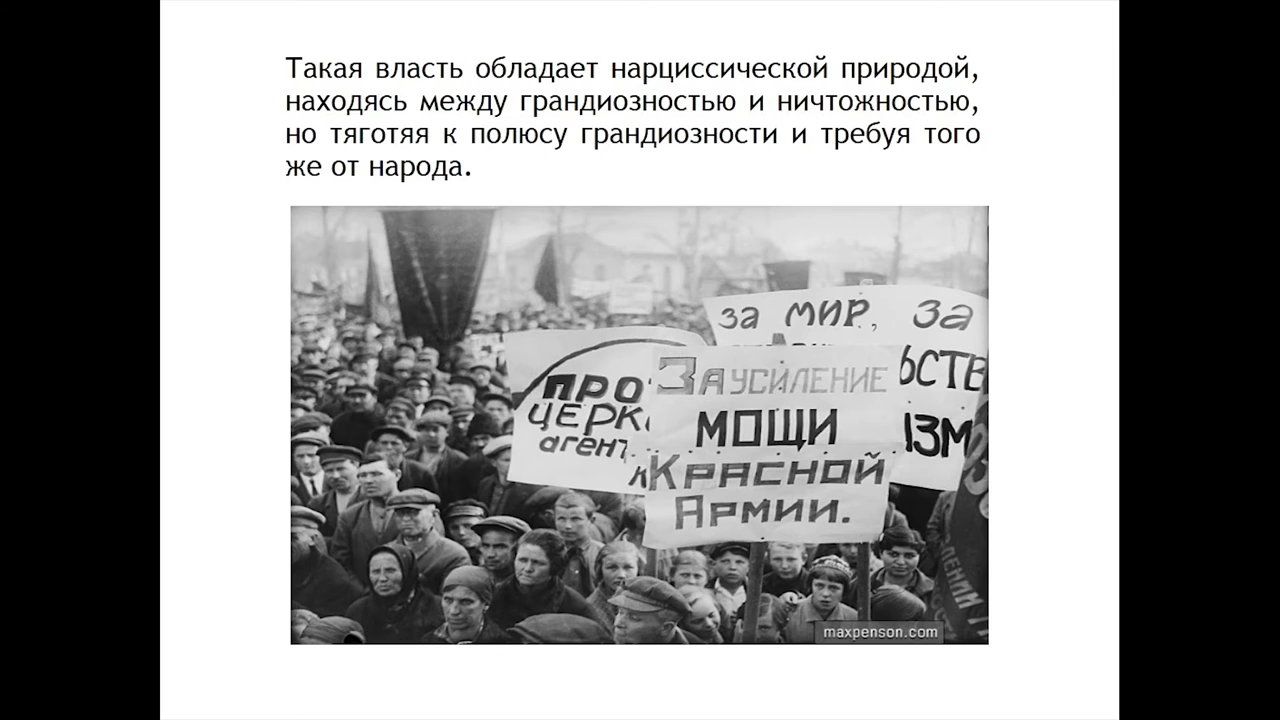 Такая власть обладает нарциссической природой,
находясь между грандиозностью и ничтожностью,
но тяготея к полюсу грандиозности и требуя того
же от народа.
За МИР, За
ЬСТВ
ИЗМ
ПРО
ЦЕРК
агент
За УСИЛЕНИЕ
МОЩИ
КРАСНОЙ
АРМИИ.
maxpenson.com